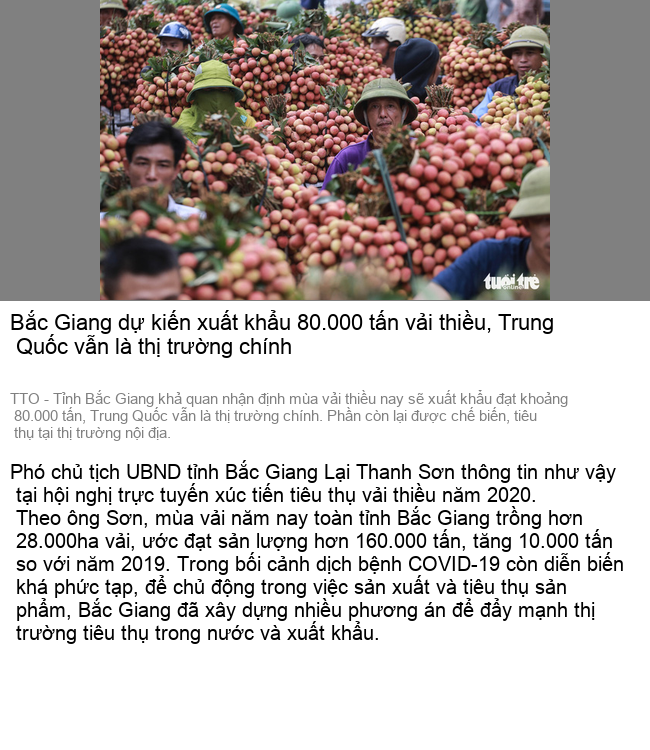 tuổi trẻ
online
Bắc Giang dự kiến xuất khẩu 80.000 tấn vải thiều, Trung
Quốc vẫn là thị trường chính
TTO - Tỉnh Bắc Giang khả quan nhận định mùa vải thiều nay sẽ xuất khẩu đạt khoảng
80.000 tấn, Trung Quốc vẫn là thị trường chính. Phần còn lại được chế biến, tiêu
thụ tại thị trường nội địa.
Phó chủ tịch UBND tỉnh Bắc Giang Lại Thanh Sơn thông tin như vậy
tại hội nghị trực tuyến xúc tiến tiêu thụ vải thiều năm 2020.
Theo ông Sơn, mùa vải năm nay toàn tỉnh Bắc Giang trồng hơn
28.000ha vải, ước đạt sản lượng hơn 160.000 tấn, tăng 10.000 tấn
so với năm 2019. Trong bối cảnh dịch bệnh COVID-19 còn diễn biến
khá phức tạp, để chủ động trong việc sản xuất và tiêu thụ sản
phẩm, Bắc Giang đã xây dựng nhiều phương án để đẩy mạnh thị
trường tiêu thụ trong nước và xuất khẩu.